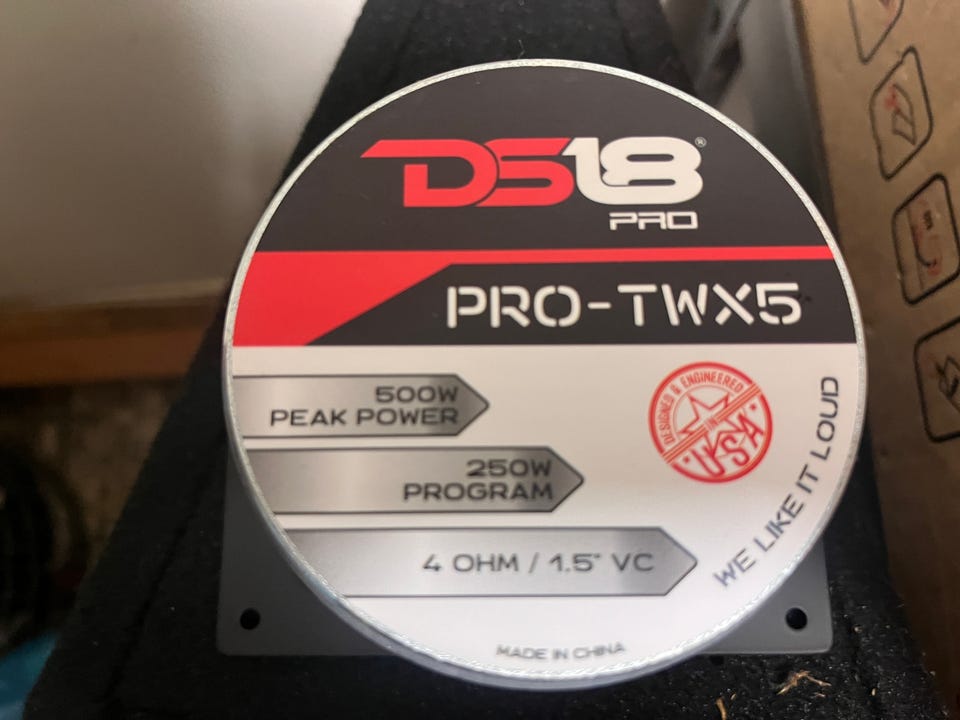 DS18®
PRO
PRO-TWX5
500W
PEAK POWER
250W
PROGRAM
4 OHM / 1.5" VC
DESIGNED & ENGINEERED
IN
USA
WE LIKE IT LOUD
MADE IN CHINA